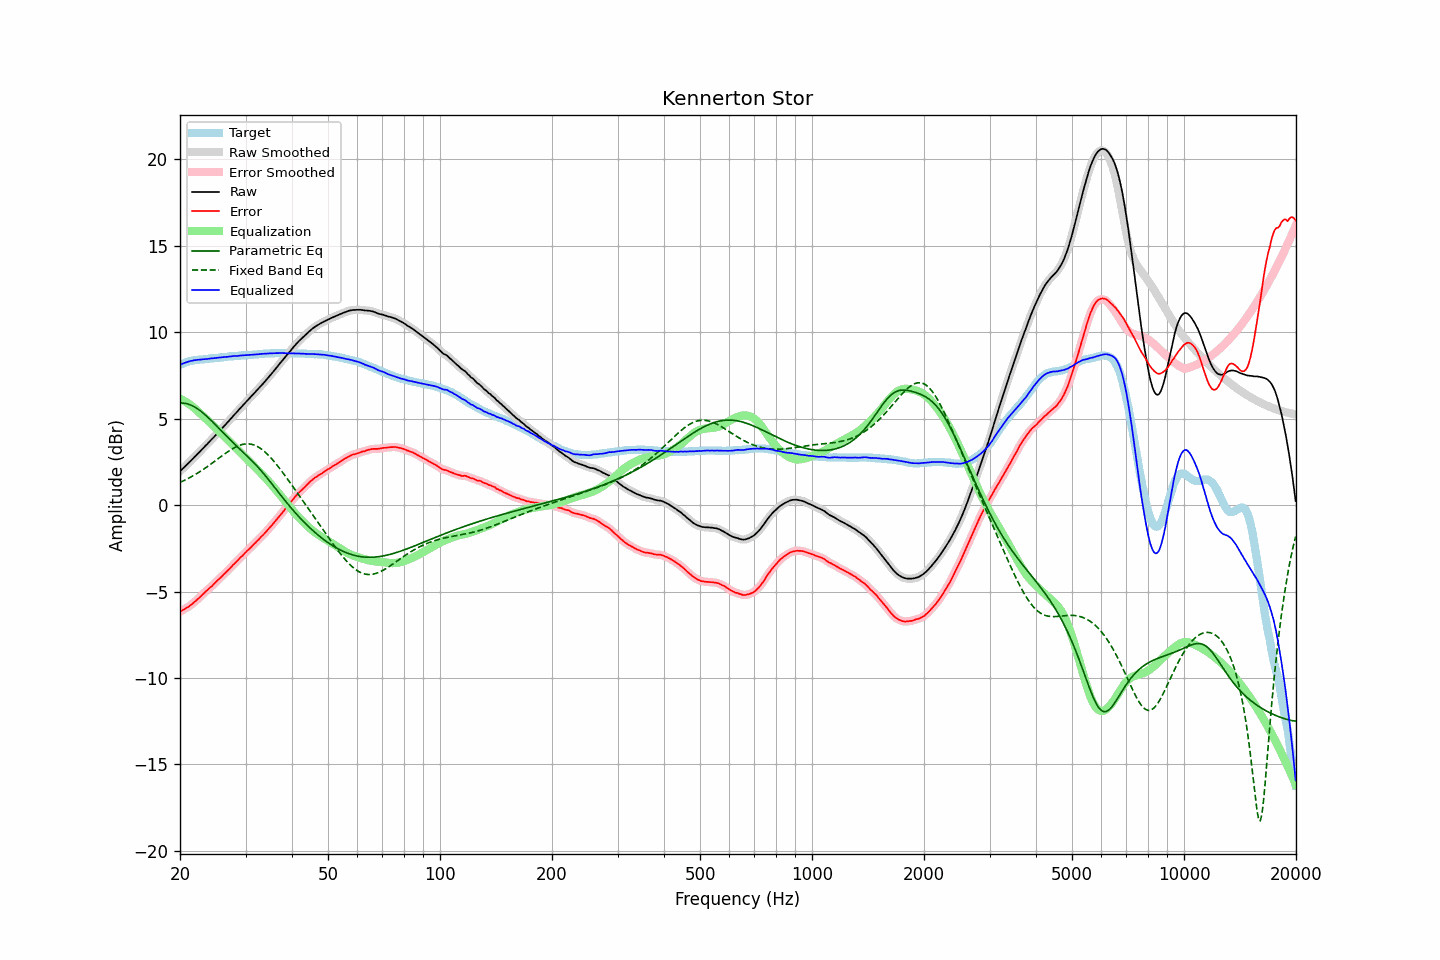 Kennerton Stor
Target
Raw Smoothed
Error Smoothed
Raw
Error
Equalization
Parametric Eq
Fixed Band Eq
Equalized
Amplitude (dBr)
20
15
10
5
0
−5
−10
−15
−20
20 50 100 200 500 1000 2000 5000 10000 20000
Frequency (Hz)